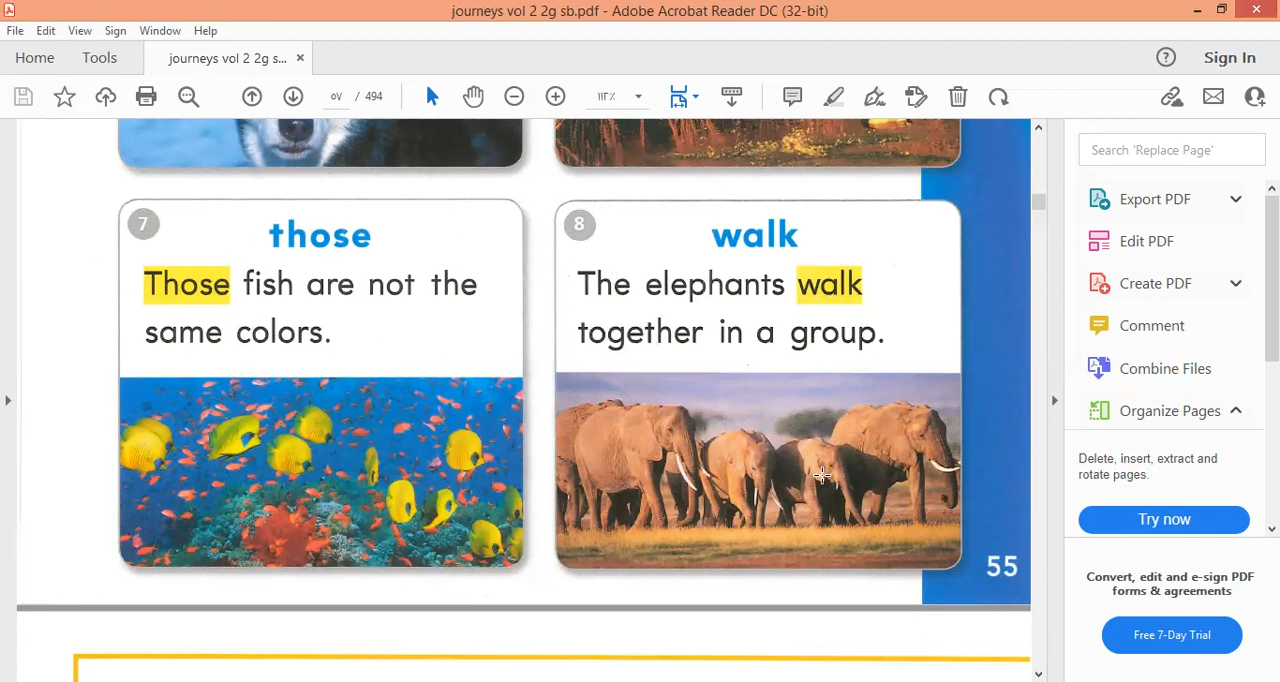 journeys vol 2 2g sb.pdf - Adobe Acrobat Reader DC (32-bit)
File Edit View Sign Window Help
Home Tools journeys vol 2 2g s... × Sign In
٥٧ / 494 ١١٢٪
Search 'Replace Page'
Export PDF
Edit PDF
Create PDF
Comment
Combine Files
Organize Pages
Delete, insert, extract and
rotate pages.
Try now
Convert, edit and e-sign PDF
forms & agreements
Free 7-Day Trial
7
those
Those fish are not the
same colors.
8
walk
The elephants walk
together in a group.
55